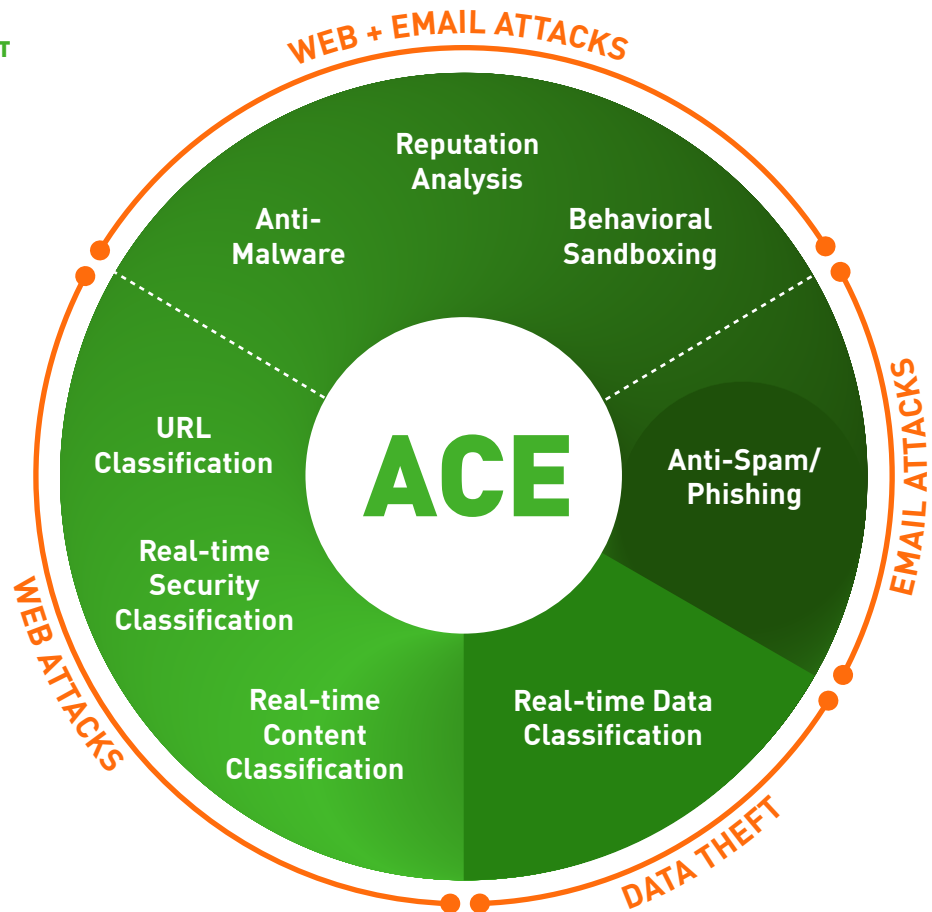 T
WEB + EMAIL ATTACKS
Reputation
Analysis
Anti-
Malware
Behavioral
Sandboxing
URL
Classification
ACE
Anti-Spam/
Phishing
EMAIL ATTACKS
Real-time
Security
Classification
WEB ATTACKS
Real-time
Content
Classification
Real-time Data
Classification
DATA THEFT